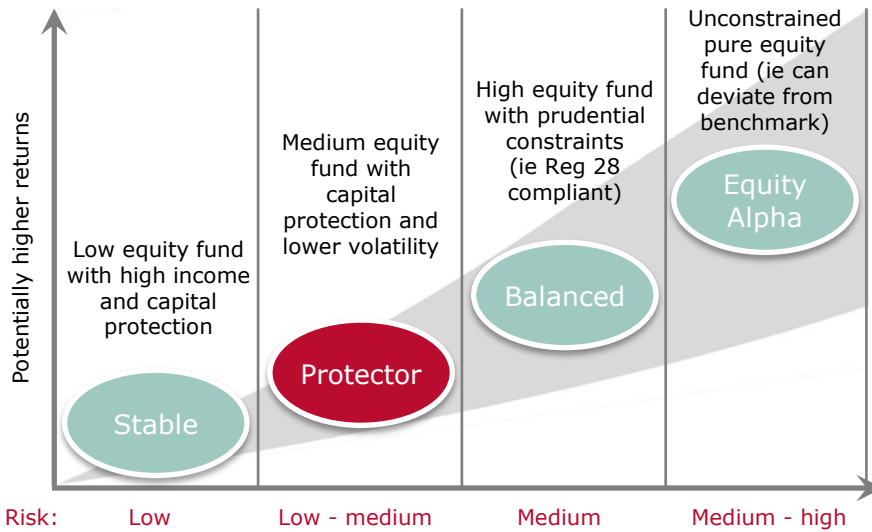 Potentially higher returns
Low equity fund
with high income
and capital
protection
Stable
Medium equity
fund with
capital
protection and
lower volatility
Protector
High equity fund
with prudential
constraints
(ie Reg 28
compliant)
Balanced
Unconstrained
pure equity
fund (ie can
deviate from
benchmark)
Equity
Alpha
Risk:
Low
Low - medium
Medium
Medium - high